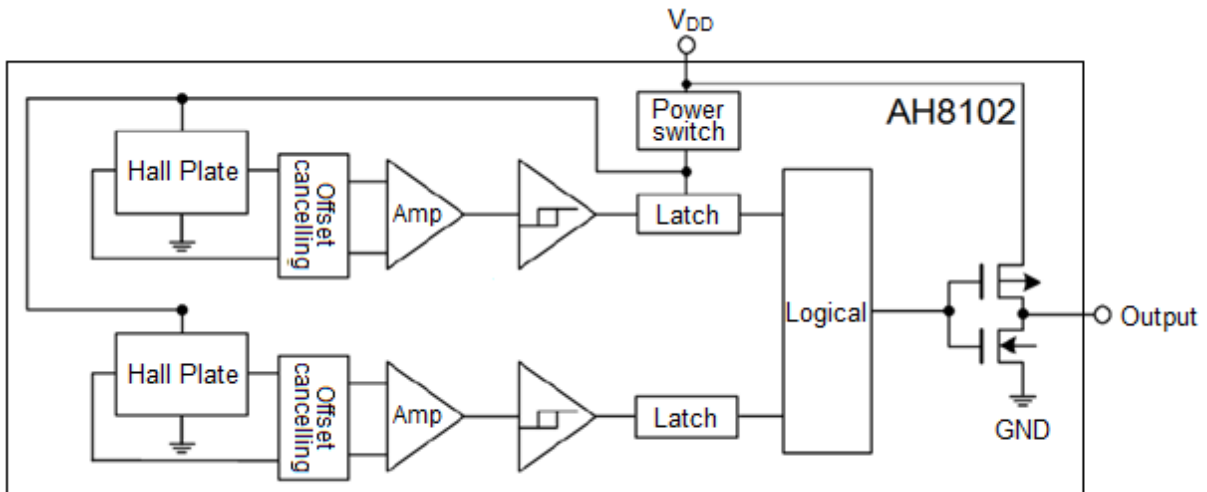 VDD
Power
switch
AH8102
Hall Plate
Offset
cancelling
Amp
Latch
Logical
Output
Hall Plate
Offset
cancelling
Amp
Latch
GND